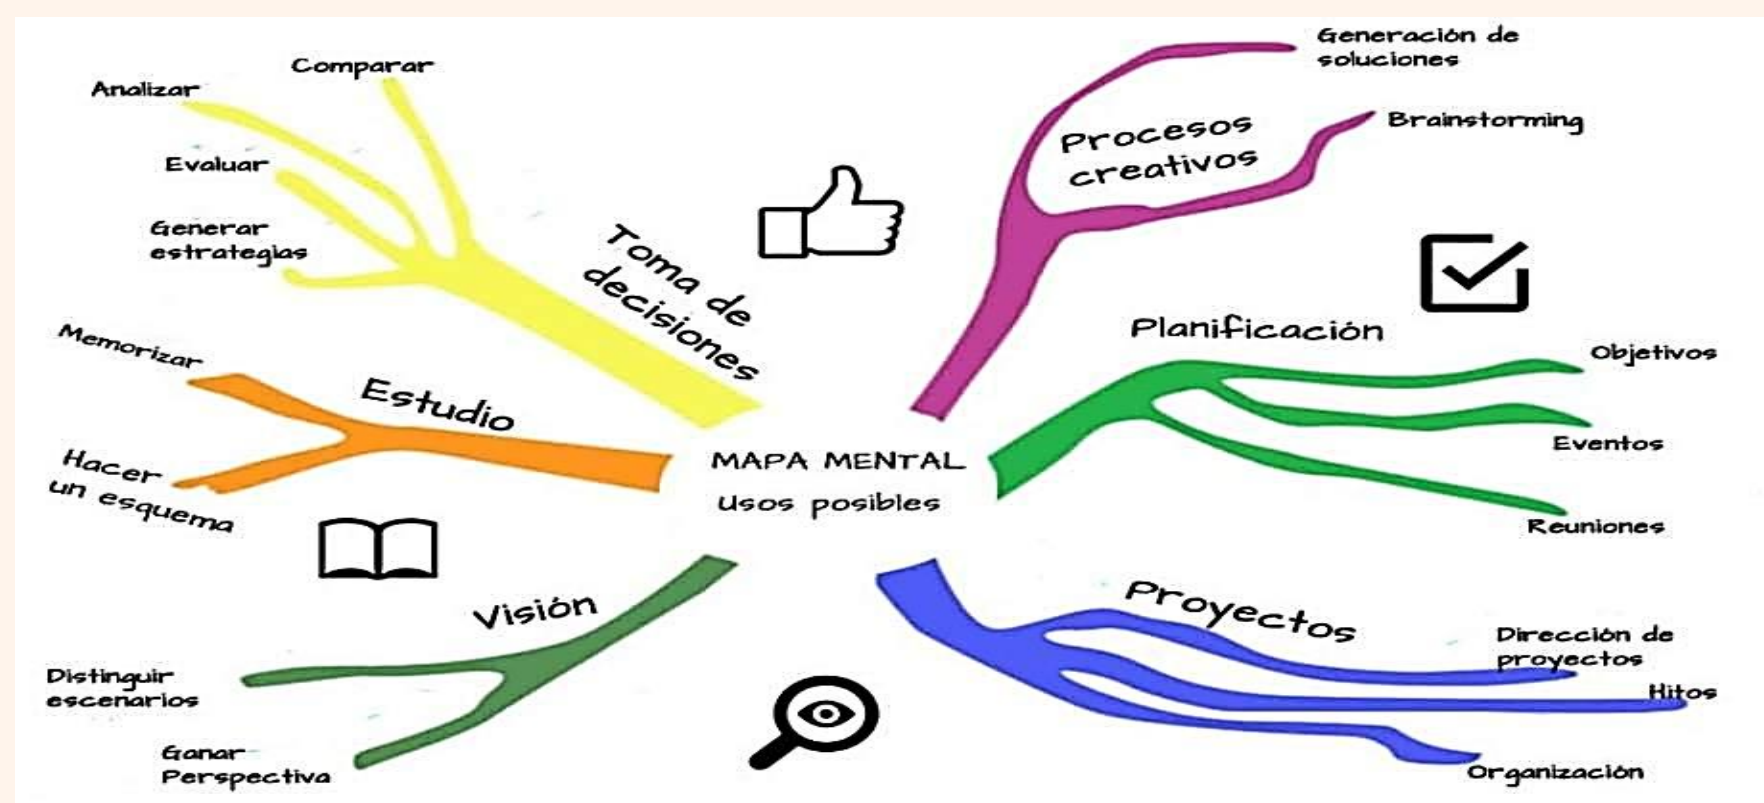 MAPA MENTAL
Usos posibles
Toma de
decisiones
Comparar
Analizar
Evaluar
Generar
estrategias
Estudio
Memorizar
Hacer
un esquema
Visión
Distinguir
escenarios
Ganar
Perspectiva
Procesos
creativos
Generación de
soluciones
Brainstorming
Planificación
Objetivos
Eventos
Reuniones
Proyectos
Dirección de
proyectos
Hitos
Organización